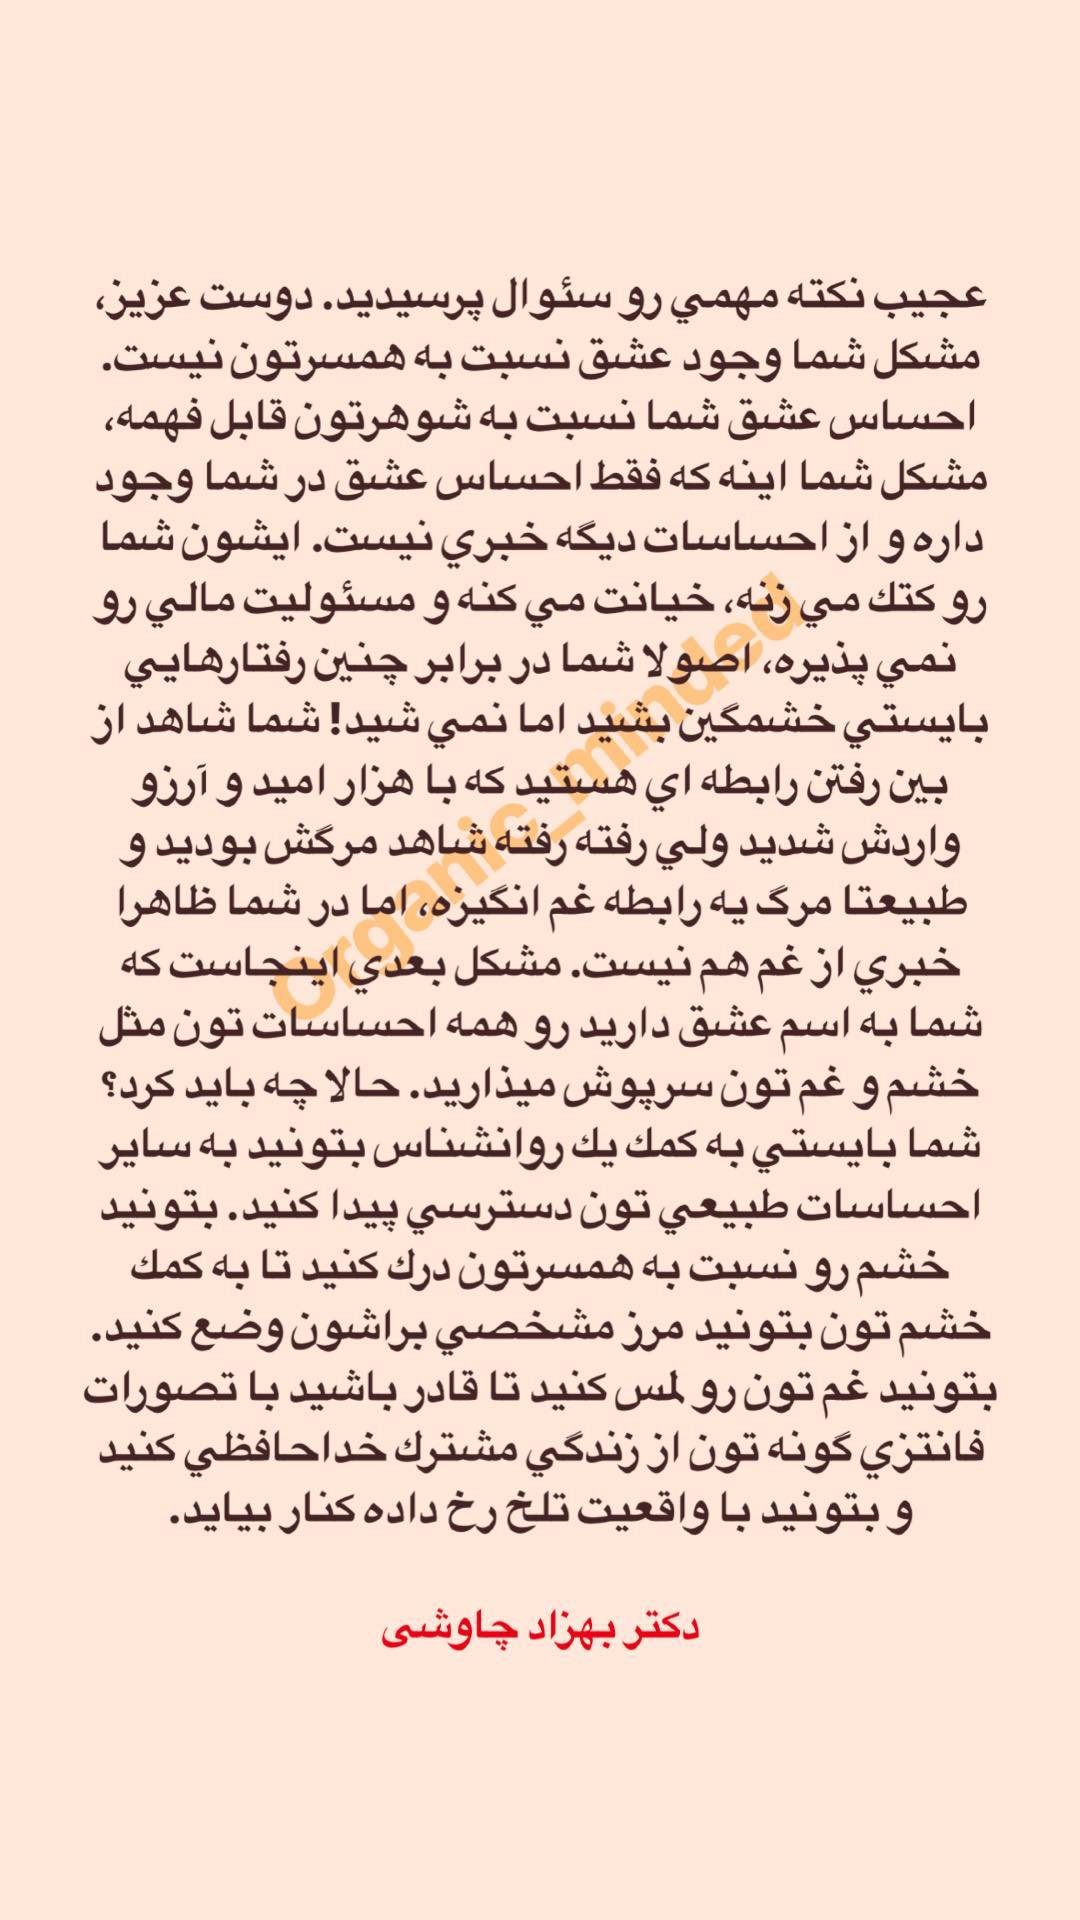 عجيب نكته مهمي رو سئوال پرسيديد. دوست عزيز،
مشكل شما وجود عشق نسبت به همسرتون نيست.
احساس عشق شما نسبت به شوهرتون قابل فهمه،
مشكل شما اينه كه فقط احساس عشق در شما وجود
داره و از احساسات ديگه خبري نيست. ايشون شما
رو كتك مي زنه، خيانت مي كنه و مسئوليت مالي رو
نمي پذيره، اصولا شما در برابر چنين رفتارهايي
بايستي خشمگين بشيد اما نمي شيد! شما شاهد از
بين رفتن رابطه اي هستيد كه با هزار اميد و آرزو
واردش شديد ولي رفته رفته شاهد مرگش بوديد و
طبيعتا مرگ يه رابطه غم انگيزه، اما در شما ظاهرا
خبري از غم هم نيست. مشكل بعدي اينجاست كه
شما به اسم عشق داريد رو همه احساسات تون مثل
خشم و غم تون سرپوش ميذاريد. حالا چه بايد كرد؟
شما بايستي به كمك يك روانشناس بتونيد به ساير
احساسات طبيعي تون دسترسي پيدا كنيد. بتونيد
خشم رو نسبت به همسرتون درك كنيد تا به كمك
خشم تون بتونيد مرز مشخصي براشون وضع كنيد.
بتونيد غم تون رو لمس كنيد تا قادر باشيد با تصورات
فانتزي گونه تون از زندگي مشترك خداحافظي كنيد
و بتونيد با واقعيت تلخ رخ داده كنار بيايد.
دکتر بهزاد چاوشی
Organic_minded